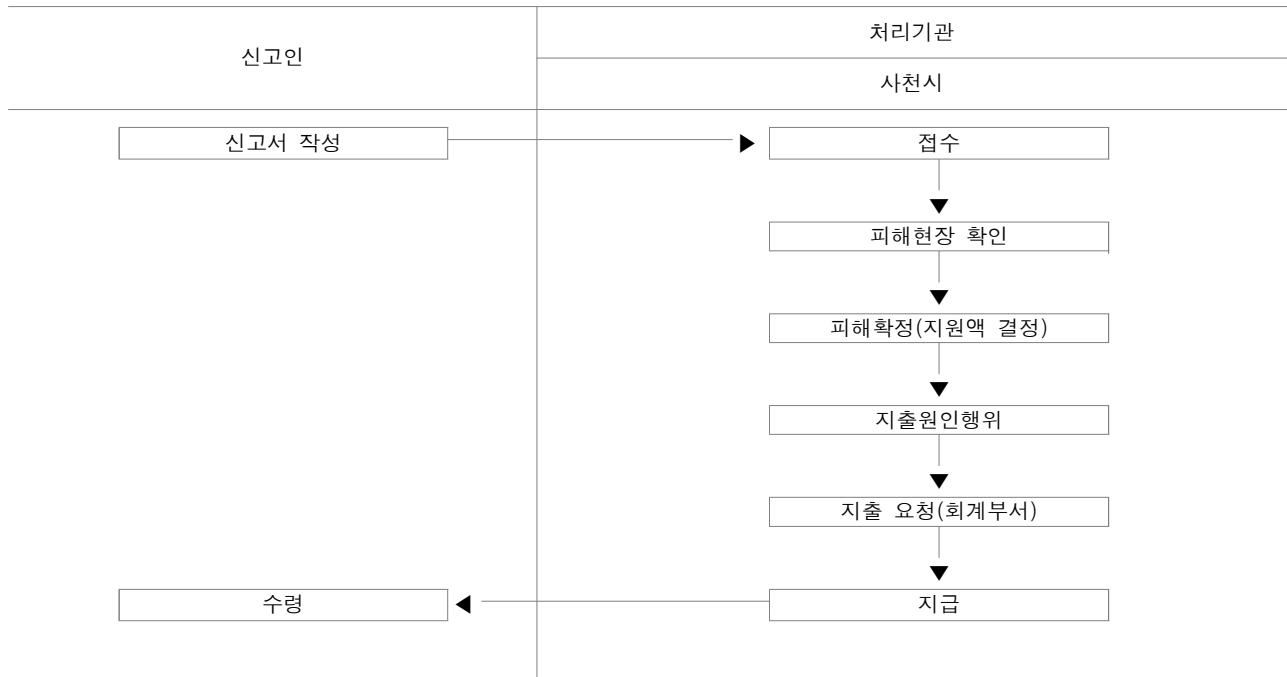 신고인
처리기관
사천시
신고서 작성
접수
피해현장 확인
피해확정(지원액 결정)
지출원인행위
지출 요청(회계부서)
수령
지급